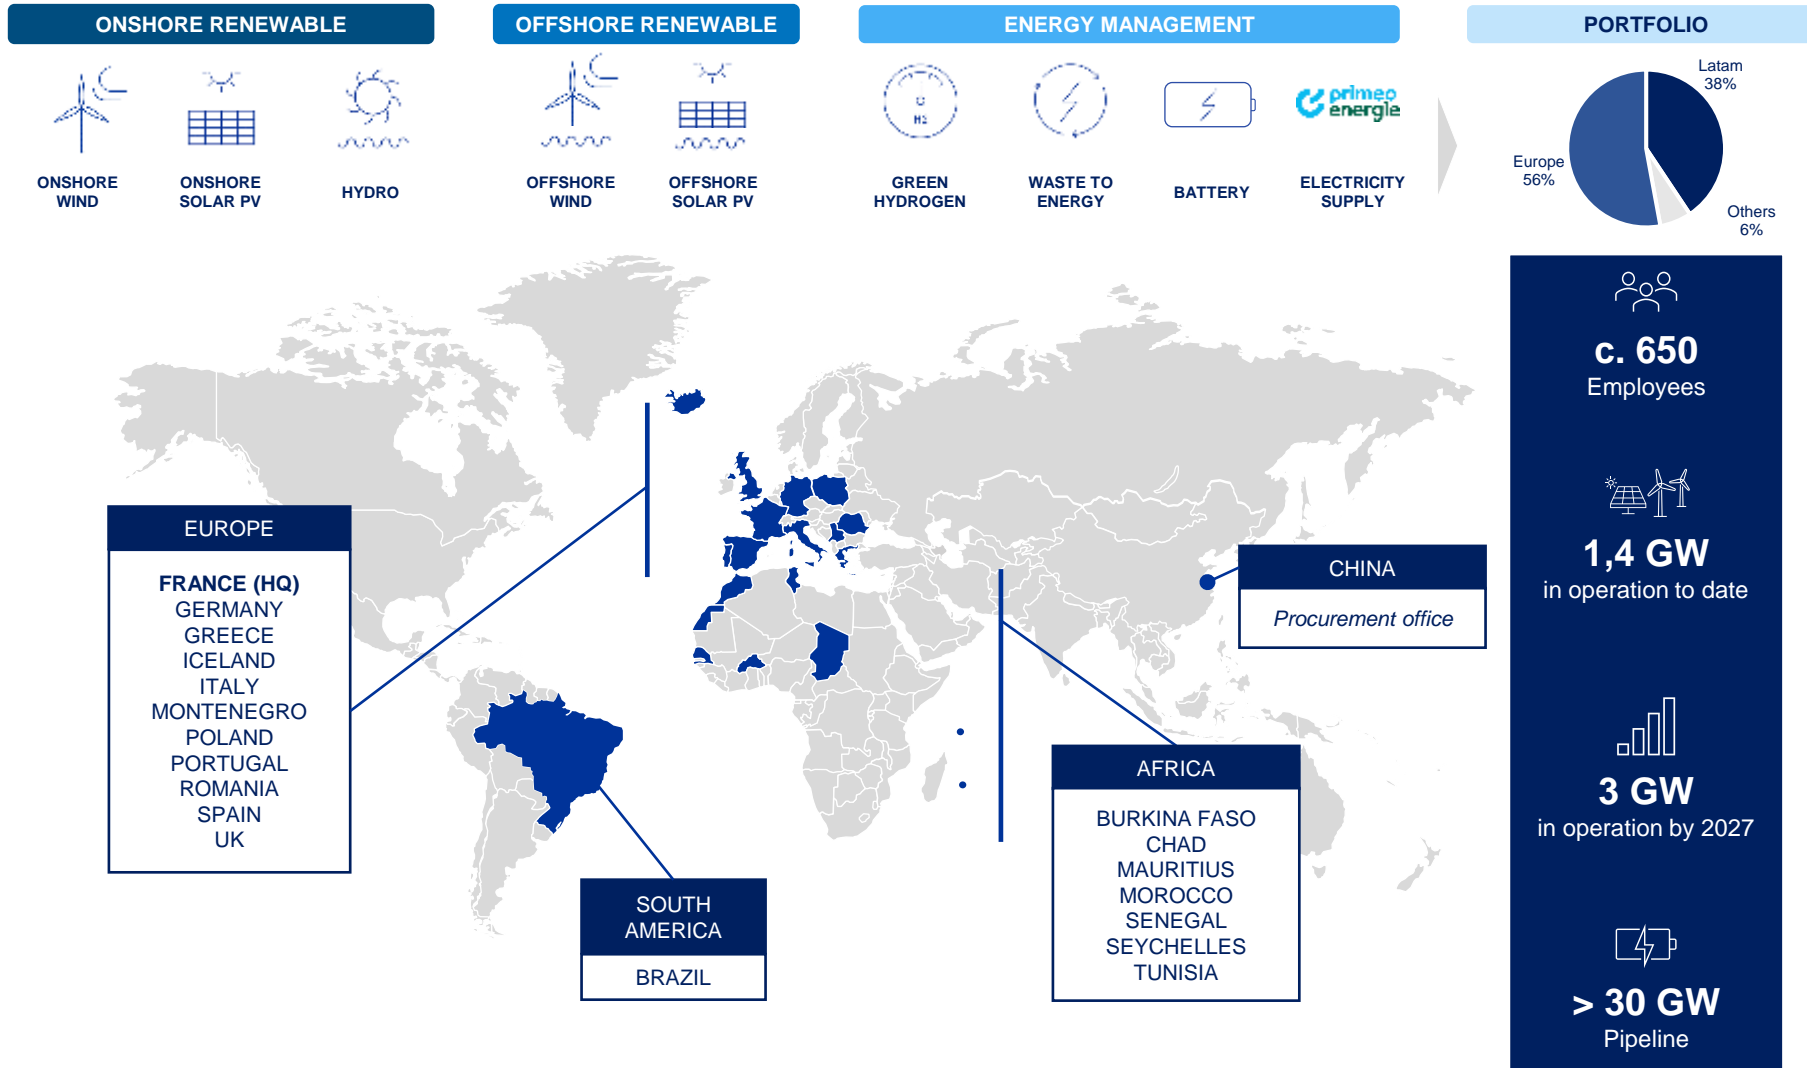 ONSHORE RENEWABLE
ONSHORE
WIND
ONSHORE
SOLAR PV
HYDRO
OFFSHORE RENEWABLE
OFFSHORE
WIND
OFFSHORE
SOLAR PV
ENERGY MANAGEMENT
H2
GREEN
HYDROGEN
WASTE TO
ENERGY
BATTERY
primeo
energie
ELECTRICITY
SUPPLY
PORTFOLIO
Latam
38%
Europe
56%
Others
6%
EUROPE
FRANCE (HQ)
GERMANY
GREECE
ICELAND
ITALY
MONTENEGRO
POLAND
PORTUGAL
ROMANIA
SPAIN
UK
SOUTH
AMERICA
BRAZIL
AFRICA
BURKINA FASO
CHAD
MAURITIUS
MOROCCO
SENEGAL
SEYCHELLES
TUNISIA
CHINA
Procurement office
c. 650
Employees
1,4 GW
in operation to date
3 GW
in operation by 2027
> 30 GW
Pipeline